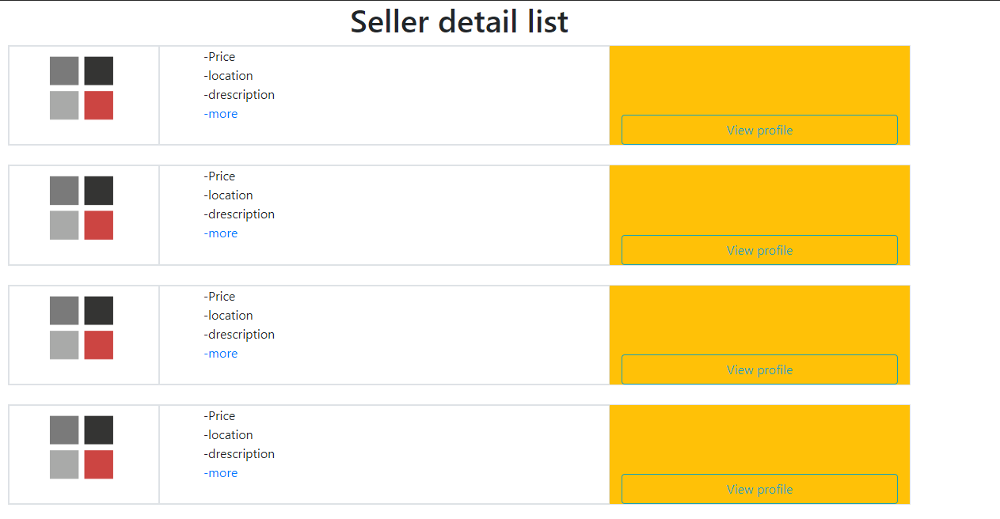 Seller detail list
-Price
-location
-drescription
-more
View profile
-Price
-location
-drescription
-more
View profile
-Price
-location
-drescription
-more
View profile
-Price
-location
-drescription
-more
View profile